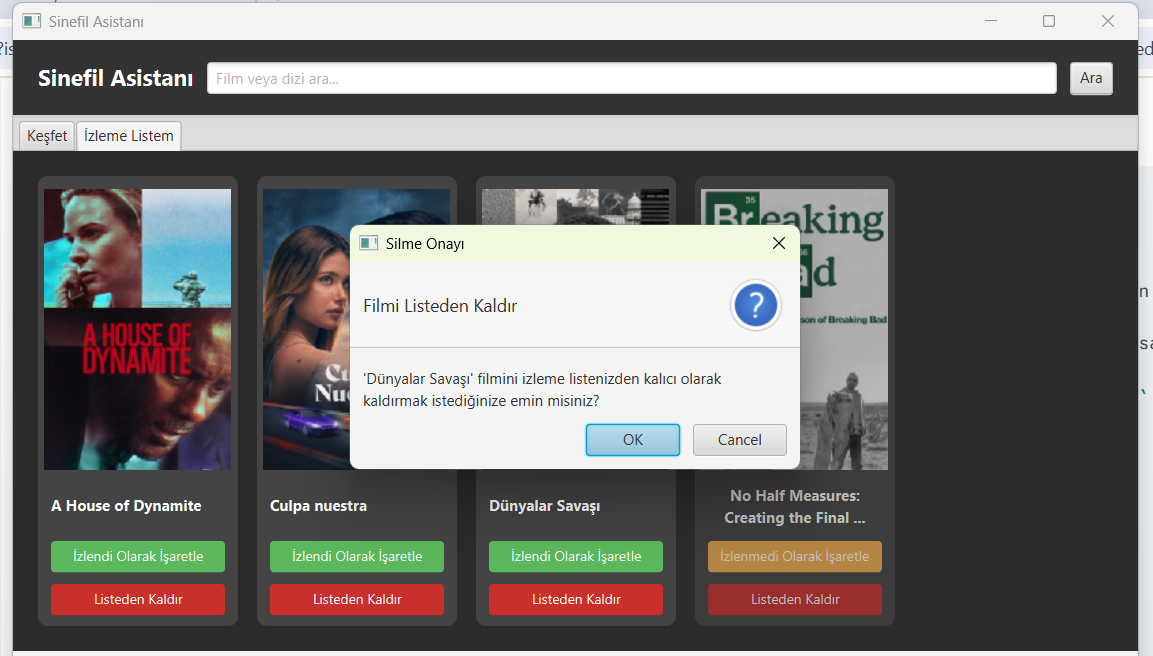 Sinefil Asistanı
Sinefil Asistanı
Film veya dizi ara...
Ara
Keşfet
İzleme Listem
A HOUSE OF
DYNAMITE
A House of Dynamite
İzlendi Olarak İşaretle
Listeden Kaldır
Culpa nuestra
İzlendi Olarak İşaretle
Listeden Kaldır
Dünyalar Savaşı
İzlendi Olarak İşaretle
Listeden Kaldır
35
Breaking
son of Breaking Bad
No Half Measures:
Creating the Final ...
İzlenmedi Olarak İşaretle
Listeden Kaldır
Silme Onayı
Filmi Listeden Kaldır
?
'Dünyalar Savaşı' filmini izleme listenizden kalıcı olarak
kaldırmak istediğinize emin misiniz?
OK
Cancel